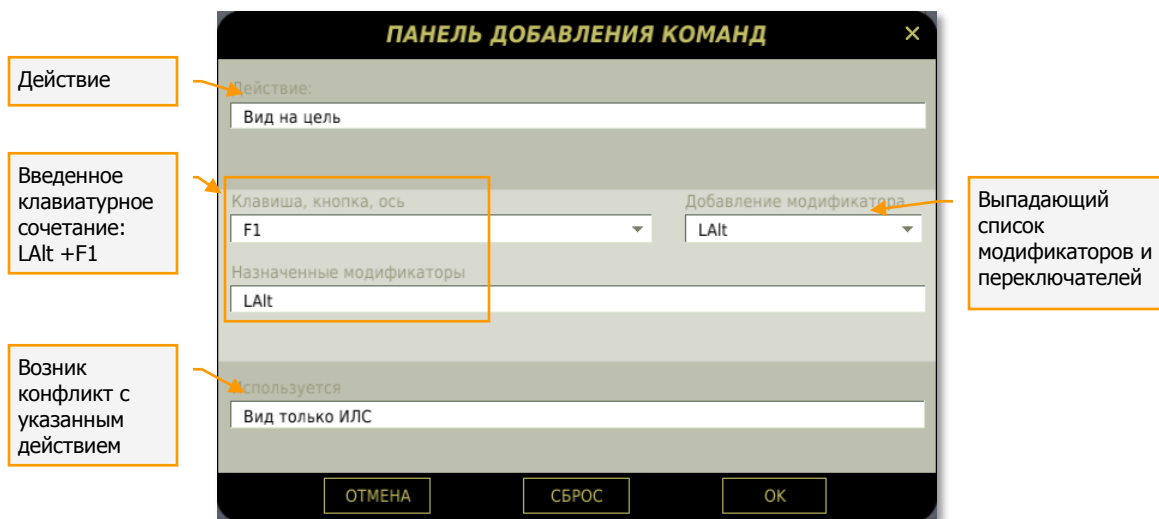 ПАНЕЛЬ ДОБАВЛЕНИЯ КОМАНД
Действие
Действие:
Вид на цель
Введенное
клавиатурное
сочетание:
LAlt +F1
Клавиша, кнопка, ось
Добавление модификатора
F1
LAlt
Назначенные модификаторы
LAlt
Выпадающий
список
модификаторов и
переключателей
Возник
конфликт с
указанным
действием
Используется
Вид только ИЛС
ОТМЕНА
СБРОС
OK